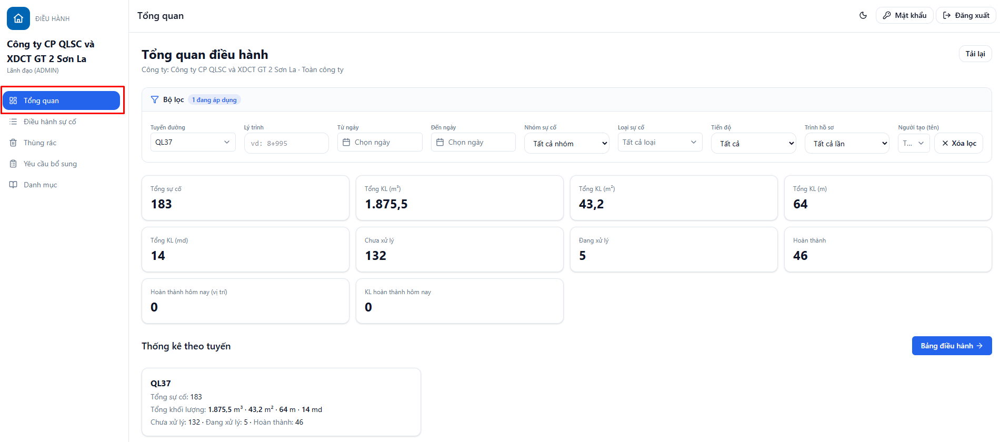 ĐIỀU HÀNH
Công ty CP QLSC và
XDCT GT 2 Sơn La
Lãnh đạo (ADMIN)
Tổng quan
Điều hành sự cố
Thùng rác
Yêu cầu bổ sung
Danh mục
Tổng quan
Mật khẩu
Đăng xuất
Tổng quan điều hành
Tải lại
Công ty: Công ty CP QLSC và XDCT GT 2 Sơn La · Toàn công ty
Bộ lọc 1 đang áp dụng
Tuyến đường
QL37
Lý trình
vd: 8+995
Từ ngày
Chọn ngày
Đến ngày
Chọn ngày
Nhóm sự cố
Tất cả nhóm
Loại sự cố
Tất cả loại
Tiến độ
Tất cả
Trình hồ sơ
Tất cả lần
Người tạo (tên)
T...
Xóa lọc
Tổng sự cố
183
Tổng KL (m³)
1.875,5
Tổng KL (m²)
43,2
Tổng KL (m)
64
Tổng KL (md)
14
Chưa xử lý
132
Đang xử lý
5
Hoàn thành
46
Hoàn thành hôm nay (vị trí)
0
KL hoàn thành hôm nay
0
Thống kê theo tuyến
Bảng điều hành →
QL37
Tổng sự cố: 183
Tổng khối lượng: 1.875,5 m³ · 43,2 m² · 64 m · 14 md
Chưa xử lý: 132 · Đang xử lý: 5 · Hoàn thành: 46